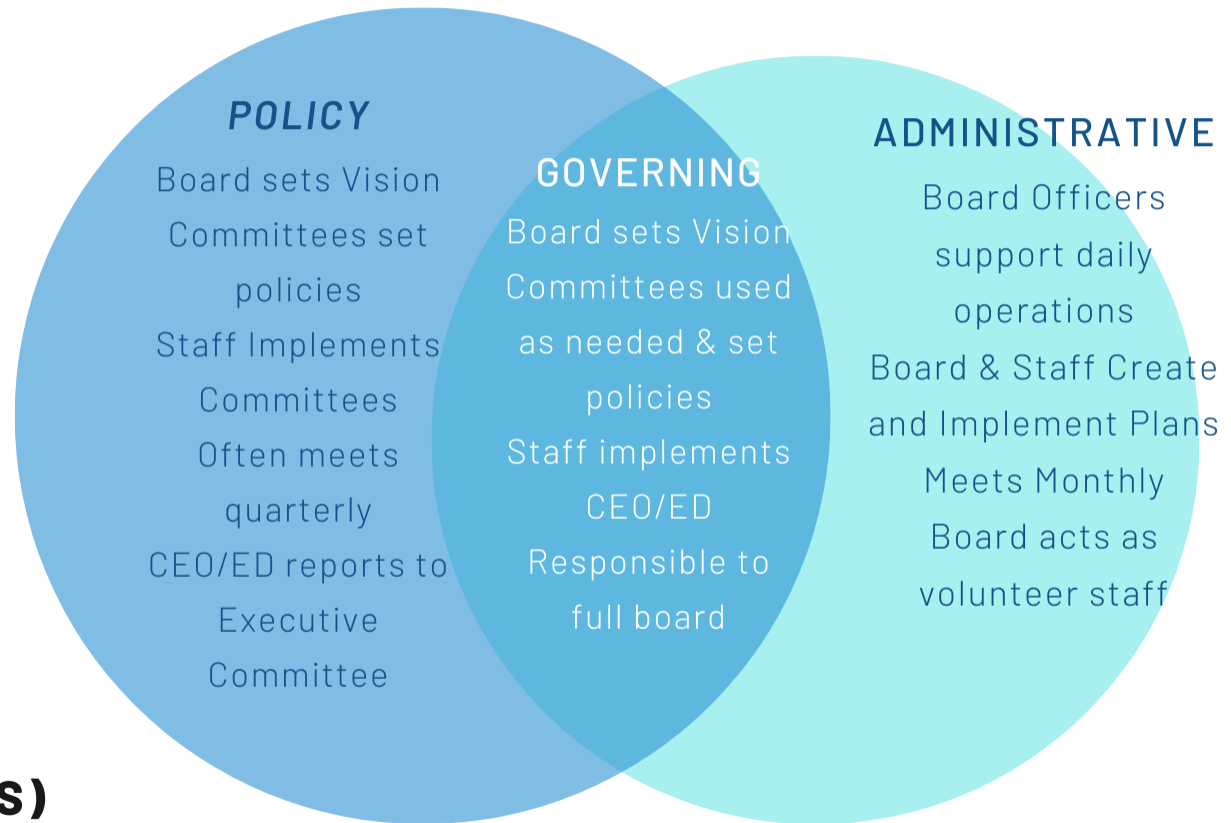 POLICY
Board sets Vision
Committees set
policies
Staff Implements
Committees
Often meets
quarterly
CEO/ED reports to
Executive
Committee
GOVERNING
Board sets Vision
Committees used
as needed & set
policies
Staff implements
CEO/ED
Responsible to
full board
ADMINISTRATIVE
Board Officers
support daily
operations
Board & Staff Create
and Implement Plans
Meets Monthly
Board acts as
volunteer staff
S)